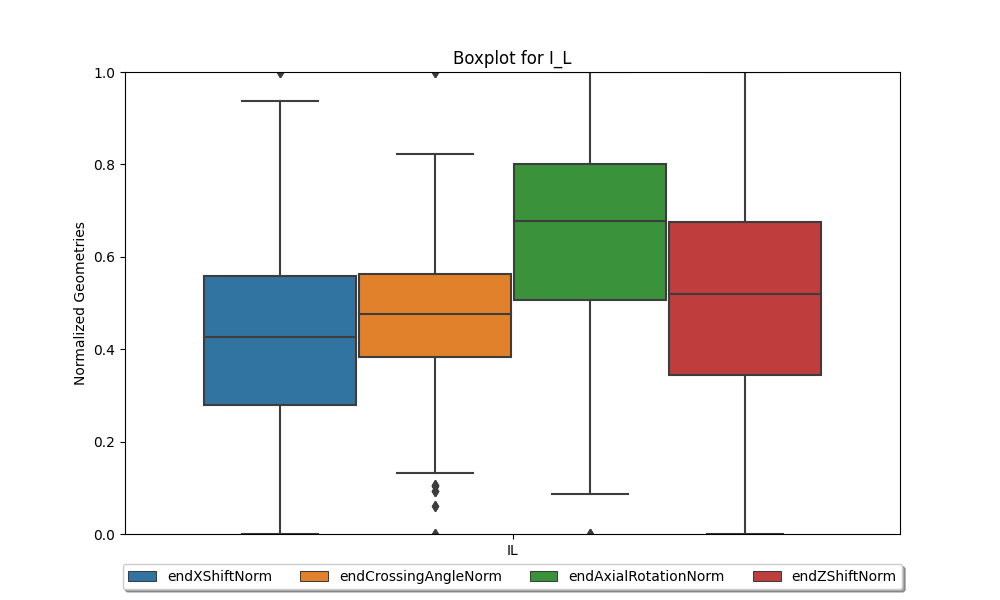 Boxplot for I_L
1.0
0.8
0.6
0.4
0.2
0.0
Normalized Geometries
IL
endXShiftNorm endCrossingAngleNorm endAxialRotationNorm endZShiftNorm